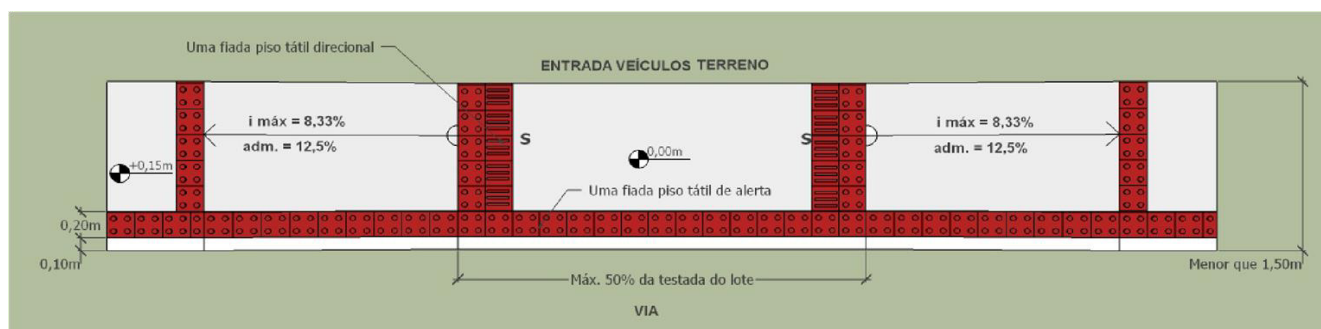 Uma fiada piso tátil direcional
ENTRADA VEÍCULOS TERRENO
i máx = 8,33%
adm. = 12,5%
S
S
i máx = 8,33%
adm. = 12,5%
+0,15m
0,00m
Uma fiada piso tátil de alerta
0,20m
0,10m
Máx. 50% da testada do lote
Menor que 1,50m
VIA